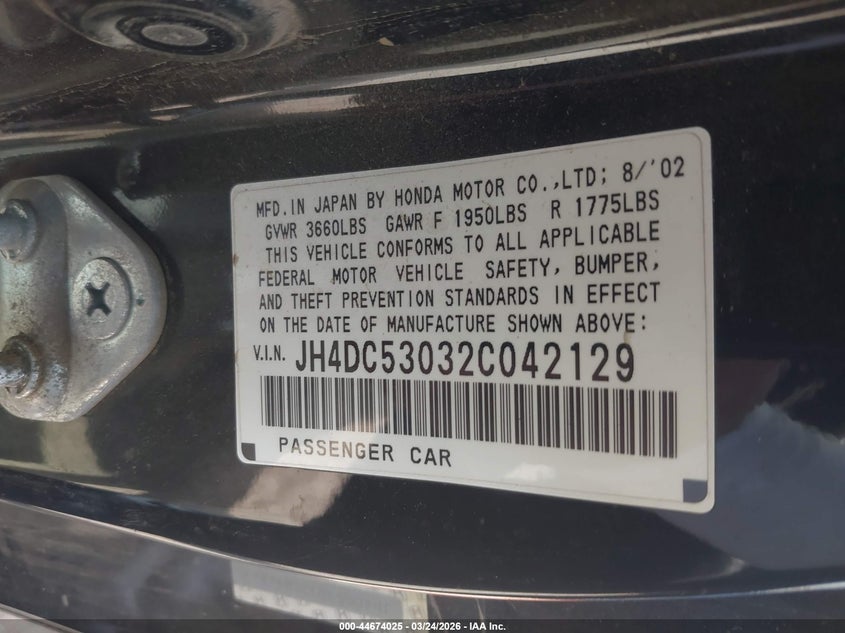 MFD. IN JAPAN BY HONDA MOTOR CO.,LTD; 8/'02
GVWR 3660LBS GAWR F 1950LBS R 1775LBS
THIS VEHICLE CONFORMS TO ALL APPLICABLE
FEDERAL MOTOR VEHICLE SAFETY, BUMPER,
AND THEFT PREVENTION STANDARDS IN EFFECT
ON THE DATE OF MANUFACTURE SHOWN ABOVE:
V.I.N. JH4DC53032C042129
PASSENGER CAR
000-44674025 - 03/24/2026 - IAA Inc.